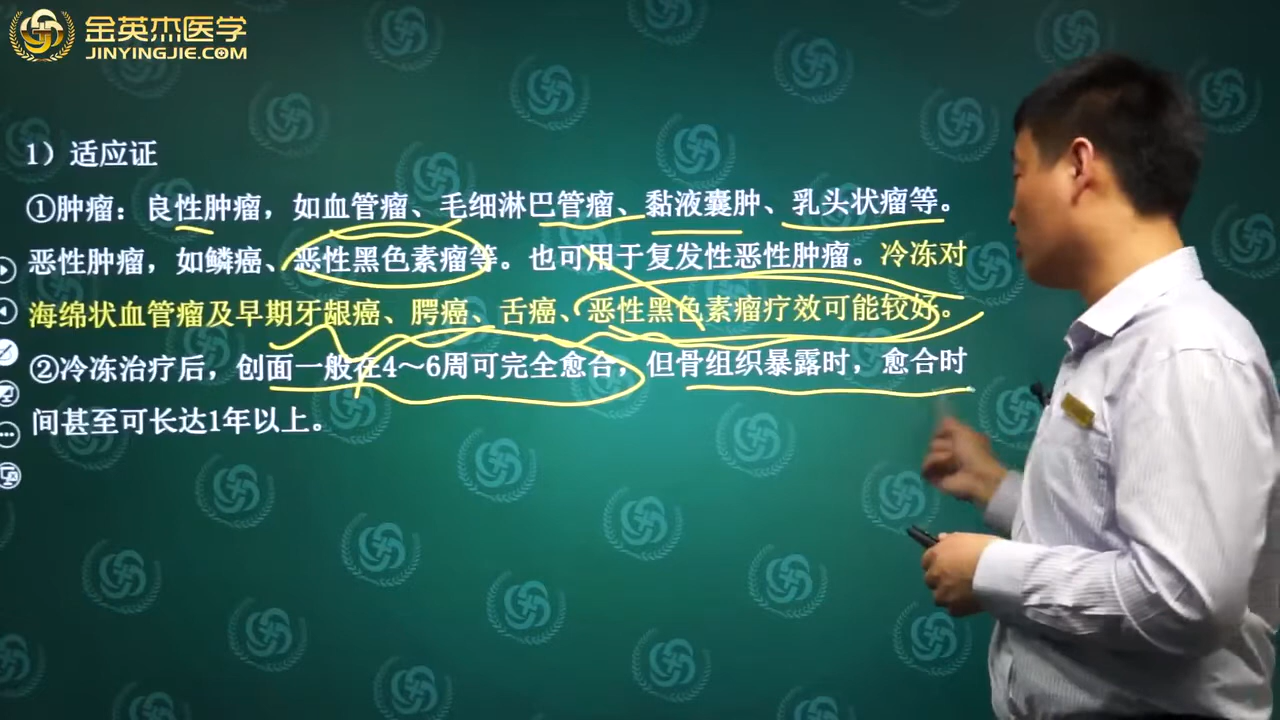 金英杰医学
JINYINGJIE.COM
1）适应证
①肿瘤：良性肿瘤，如血管瘤、毛细淋巴管瘤、黏液囊肿、乳头状瘤等。
恶性肿瘤，如鳞癌、恶性黑色素瘤等。也可用于复发性恶性肿瘤。冷冻对
海绵状血管瘤及早期牙龈癌、腭癌、舌癌、恶性黑色素瘤疗效可能较好。
②冷冻治疗后，创面一般在4～6周可完全愈合，但骨组织暴露时，愈合时
间甚至可长达1年以上。